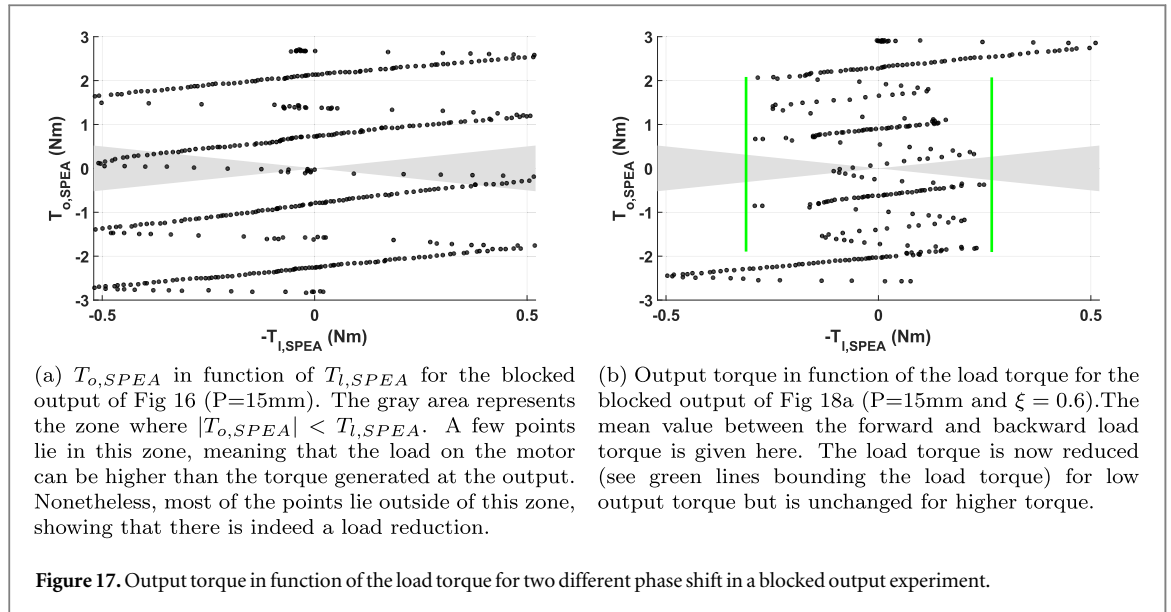 3
2
1
0
-1
-2
-3
T_o,SPEA (Nm)
-0.5 0 0.5
-T_l,SPEA (Nm)
3
2
1
0
-1
-2
-3
T_o,SPEA (Nm)
-0.5 0 0.5
-T_l,SPEA (Nm)
(a) T_o,SPEA in function of T_l,SPEA for the blocked
output of Fig 16 (P=15mm). The gray area represents
the zone where |T_o,SPEA| < T_l,SPEA. A few points
lie in this zone, meaning that the load on the motor
can be higher than the torque generated at the output.
Nonetheless, most of the points lie outside of this zone,
showing that there is indeed a load reduction.
(b) Output torque in function of the load torque for the
blocked output of Fig 18a (P=15mm and ξ = 0.6).The
mean value between the forward and backward load
torque is given here. The load torque is now reduced
(see green lines bounding the load torque) for low
output torque but is unchanged for higher torque.
Figure 17. Output torque in function of the load torque for two different phase shift in a blocked output experiment.